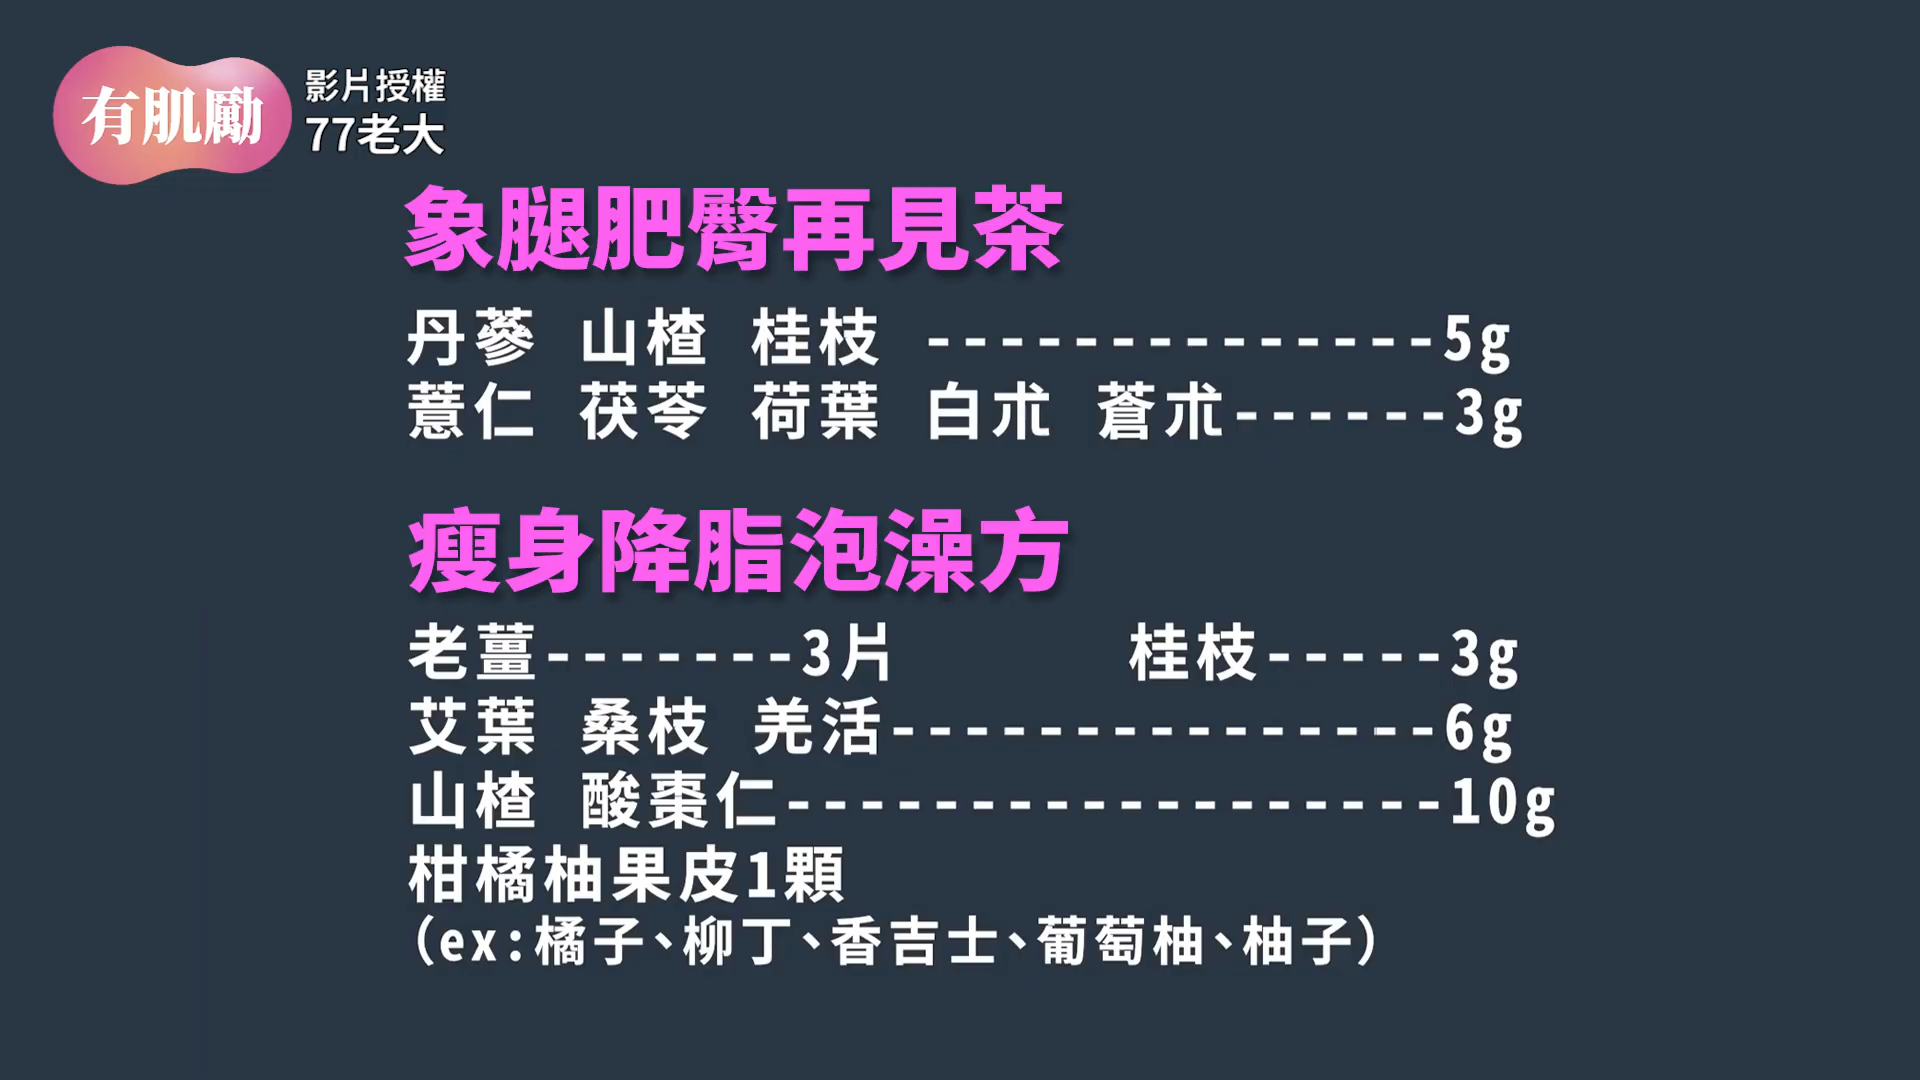 有肌勵
影片授權
77老大
象腿肥臀再見茶
丹蔘 山楂 桂枝 --------------5g
薏仁 茯苓 荷葉 白朮 蒼朮------3g
瘦身降脂泡澡方
老薑-------3片 桂枝-----3g
艾葉 桑枝 羌活---------------6g
山楂 酸棗仁------------------10g
柑橘柚果皮1顆
(ex:橘子、柳丁、香吉士、葡萄柚、柚子)